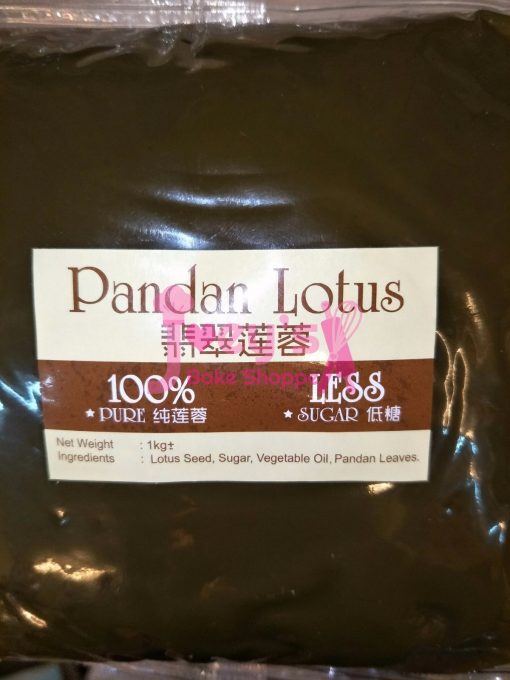 Pandan Lotus
翡翠莲蓉
Bake Shoppe
100%
★ PURE 纯莲蓉
LESS
★ SUGAR 低糖
Net Weight : 1kg±
Ingredients : Lotus Seed, Sugar, Vegetable Oil, Pandan Leaves.